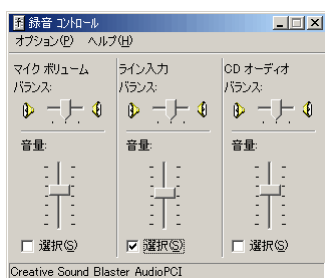 録音 コントロール
オプション(P) ヘルプ(H)
マイク ボリューム
バランス:
音量:
選択(S)
ライン入力
バランス:
音量:
選択(S)
CD オーディオ
バランス:
音量:
選択(S)
Creative Sound Blaster AudioPCI